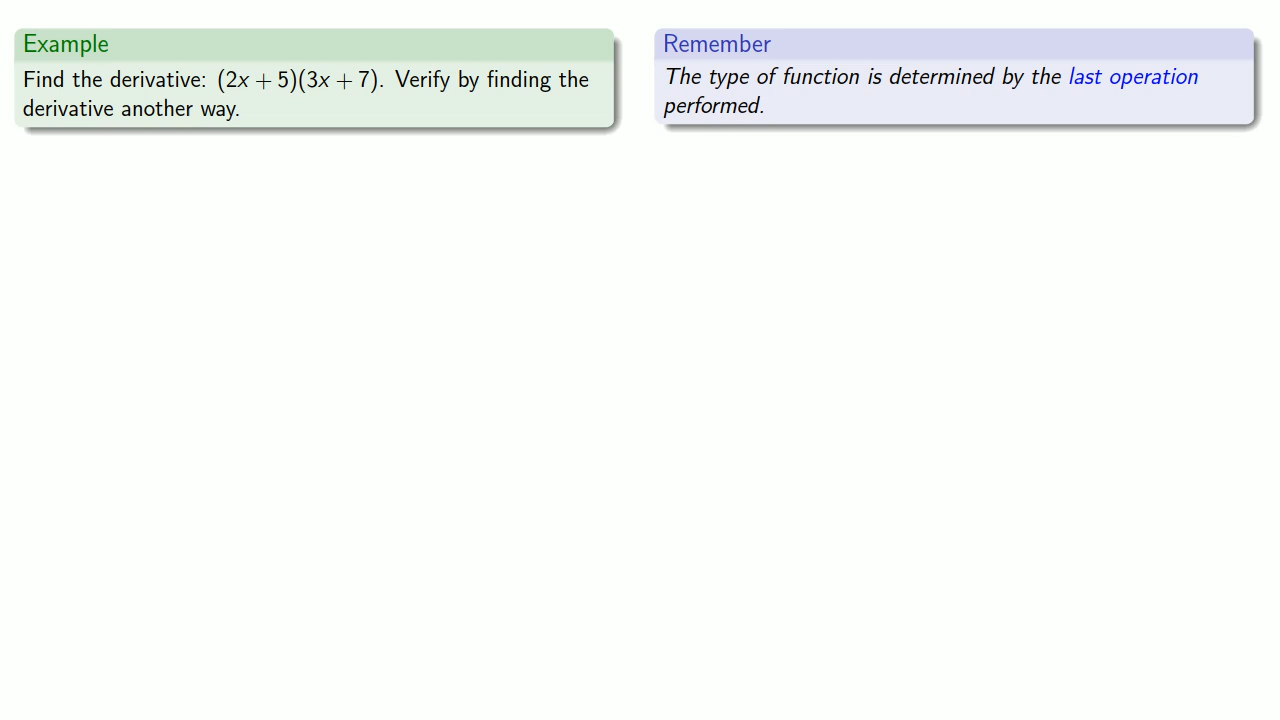 Example
Find the derivative: (2x + 5)(3x + 7). Verify by finding the
derivative another way.
Remember
The type of function is determined by the last operation
performed.